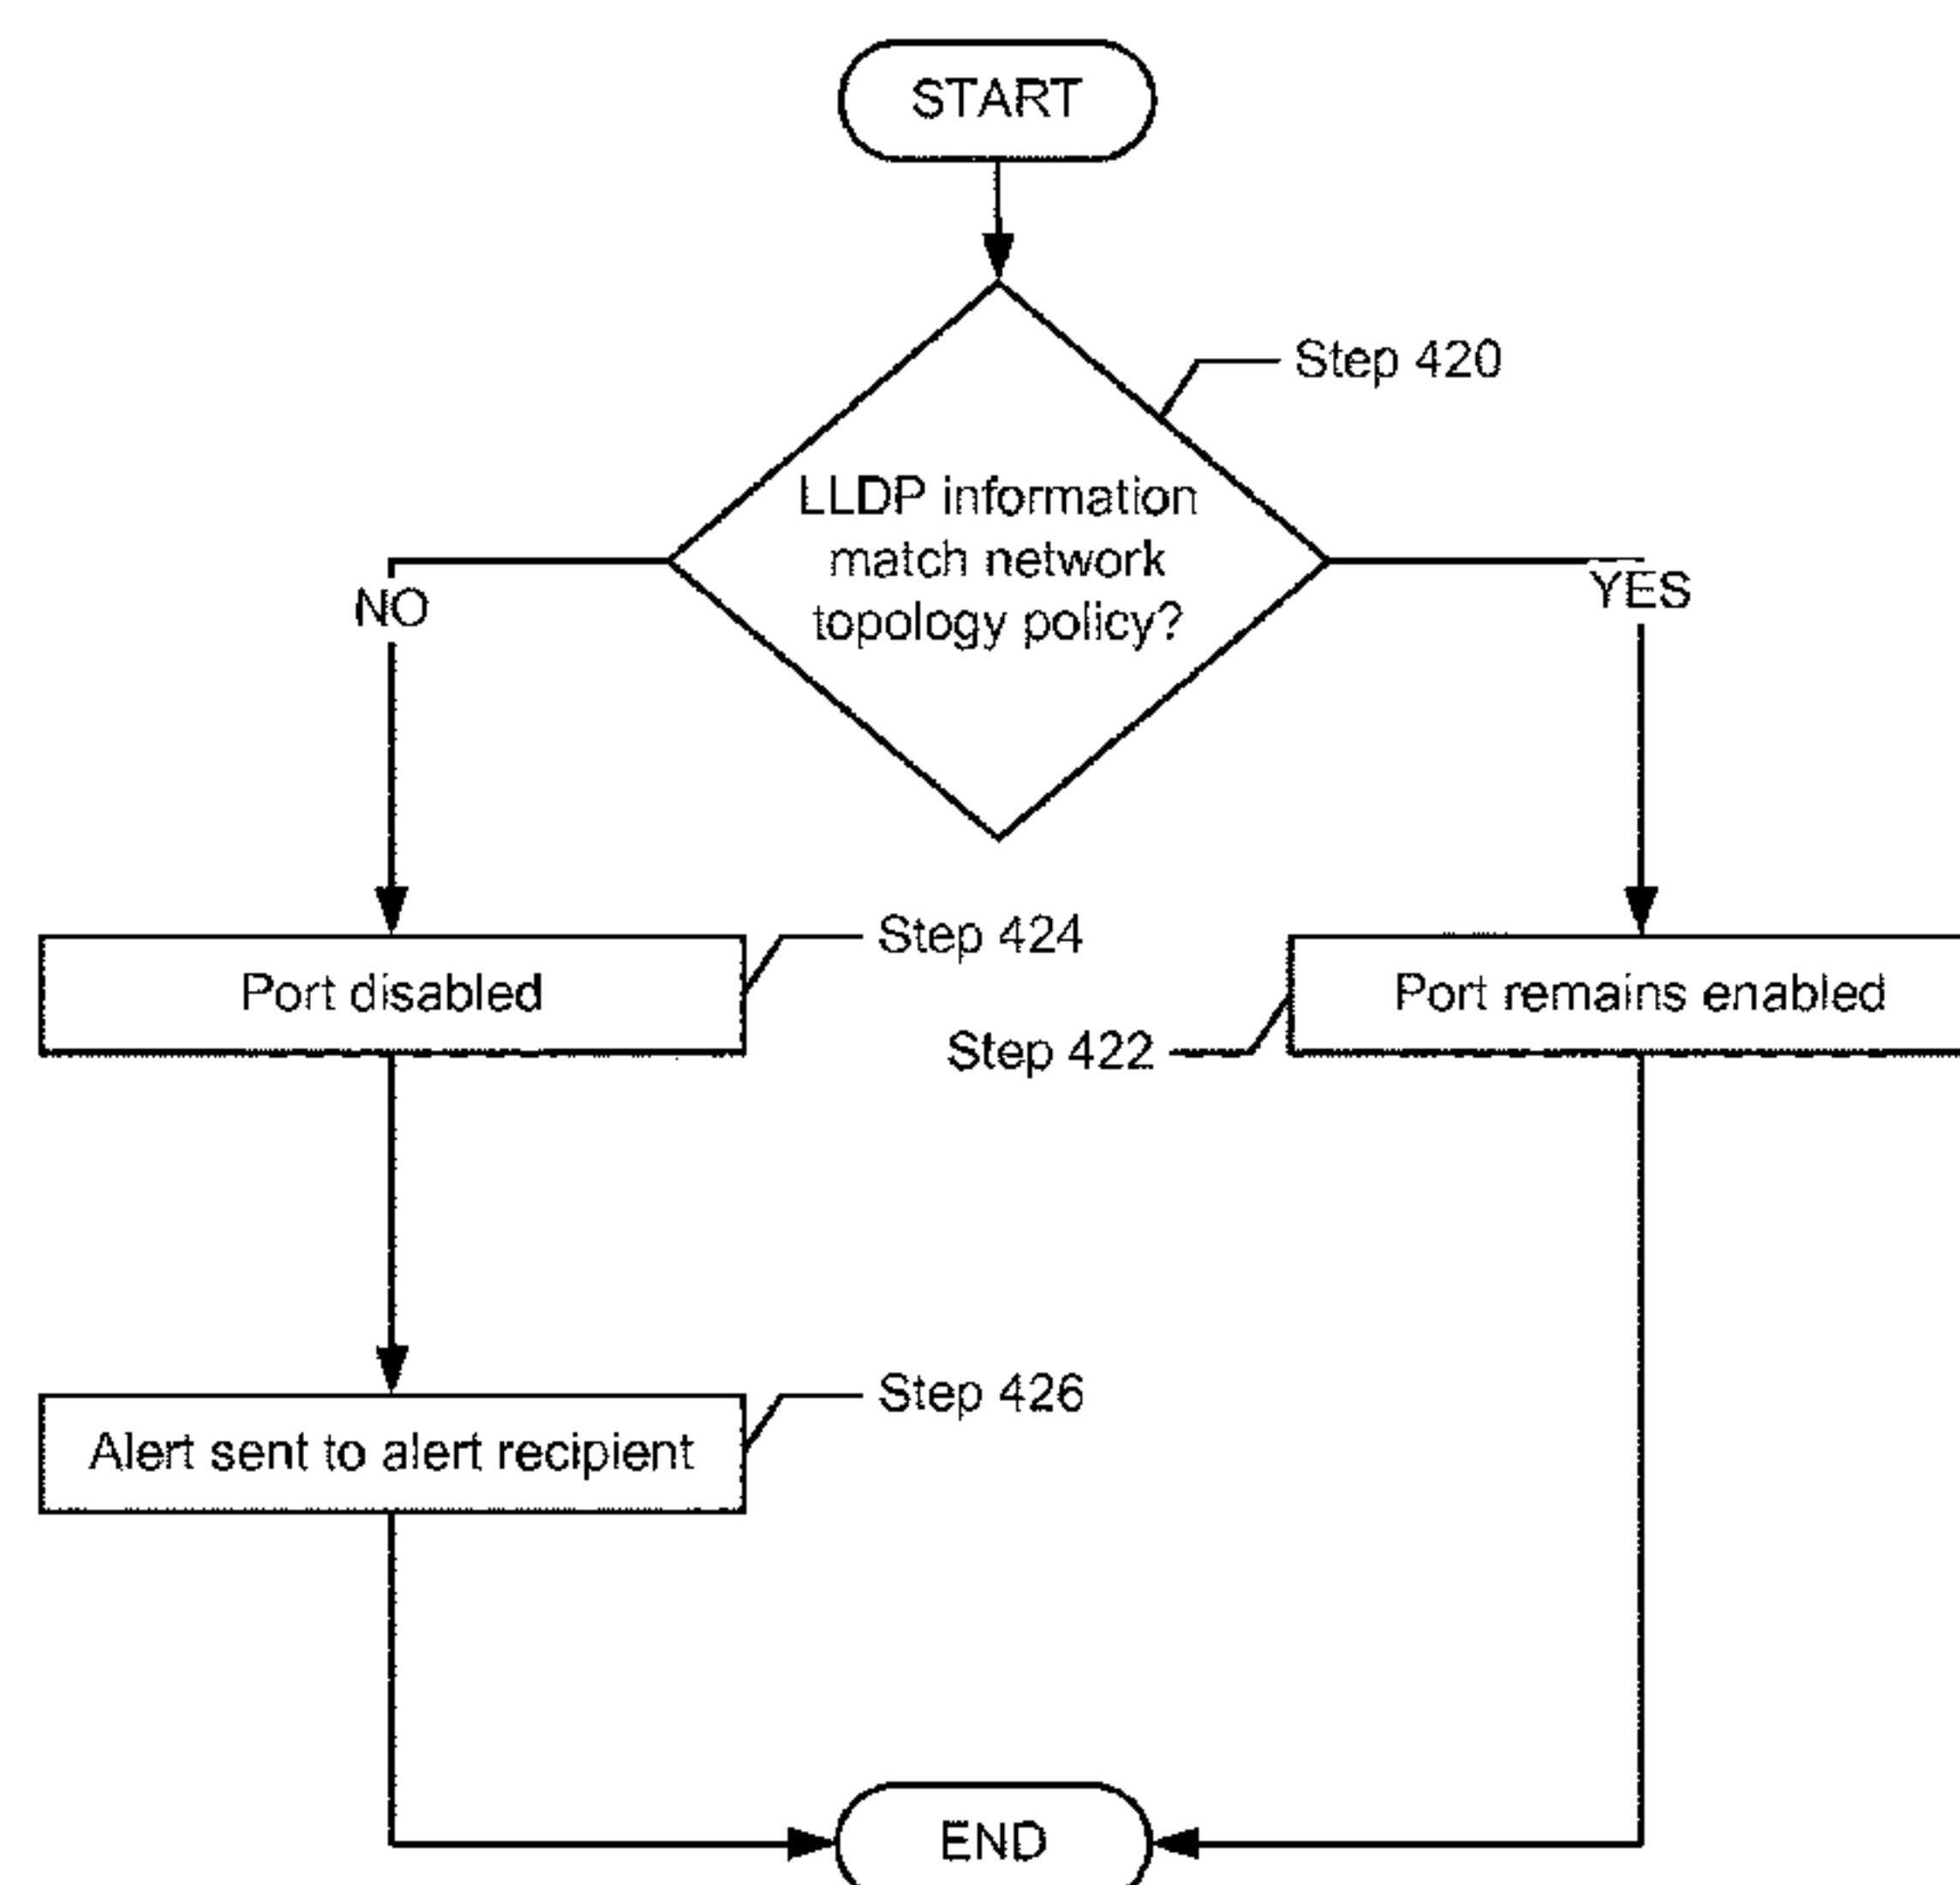 START
Step 420
LLDP information
match network
topology policy?
NO
YES
Step 424
Port disabled
Port remains enabled
Step 422
Step 426
Alert sent to alert recipient
END